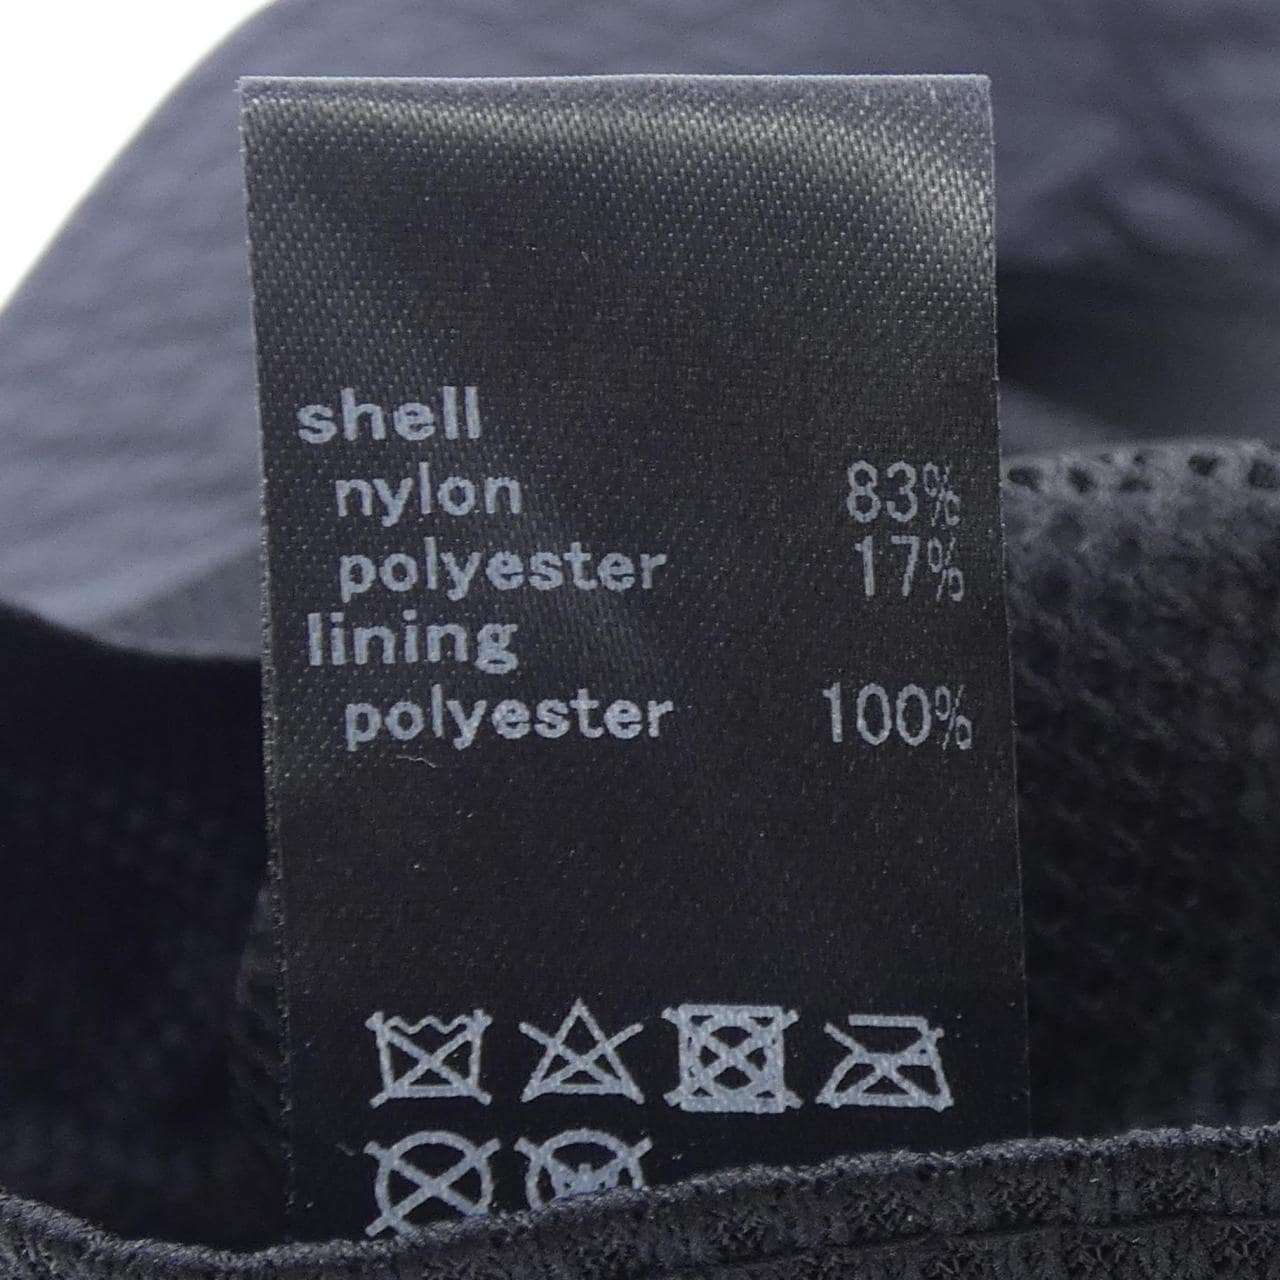 shell
nylon 83%
polyester 17%
lining
polyester 100%